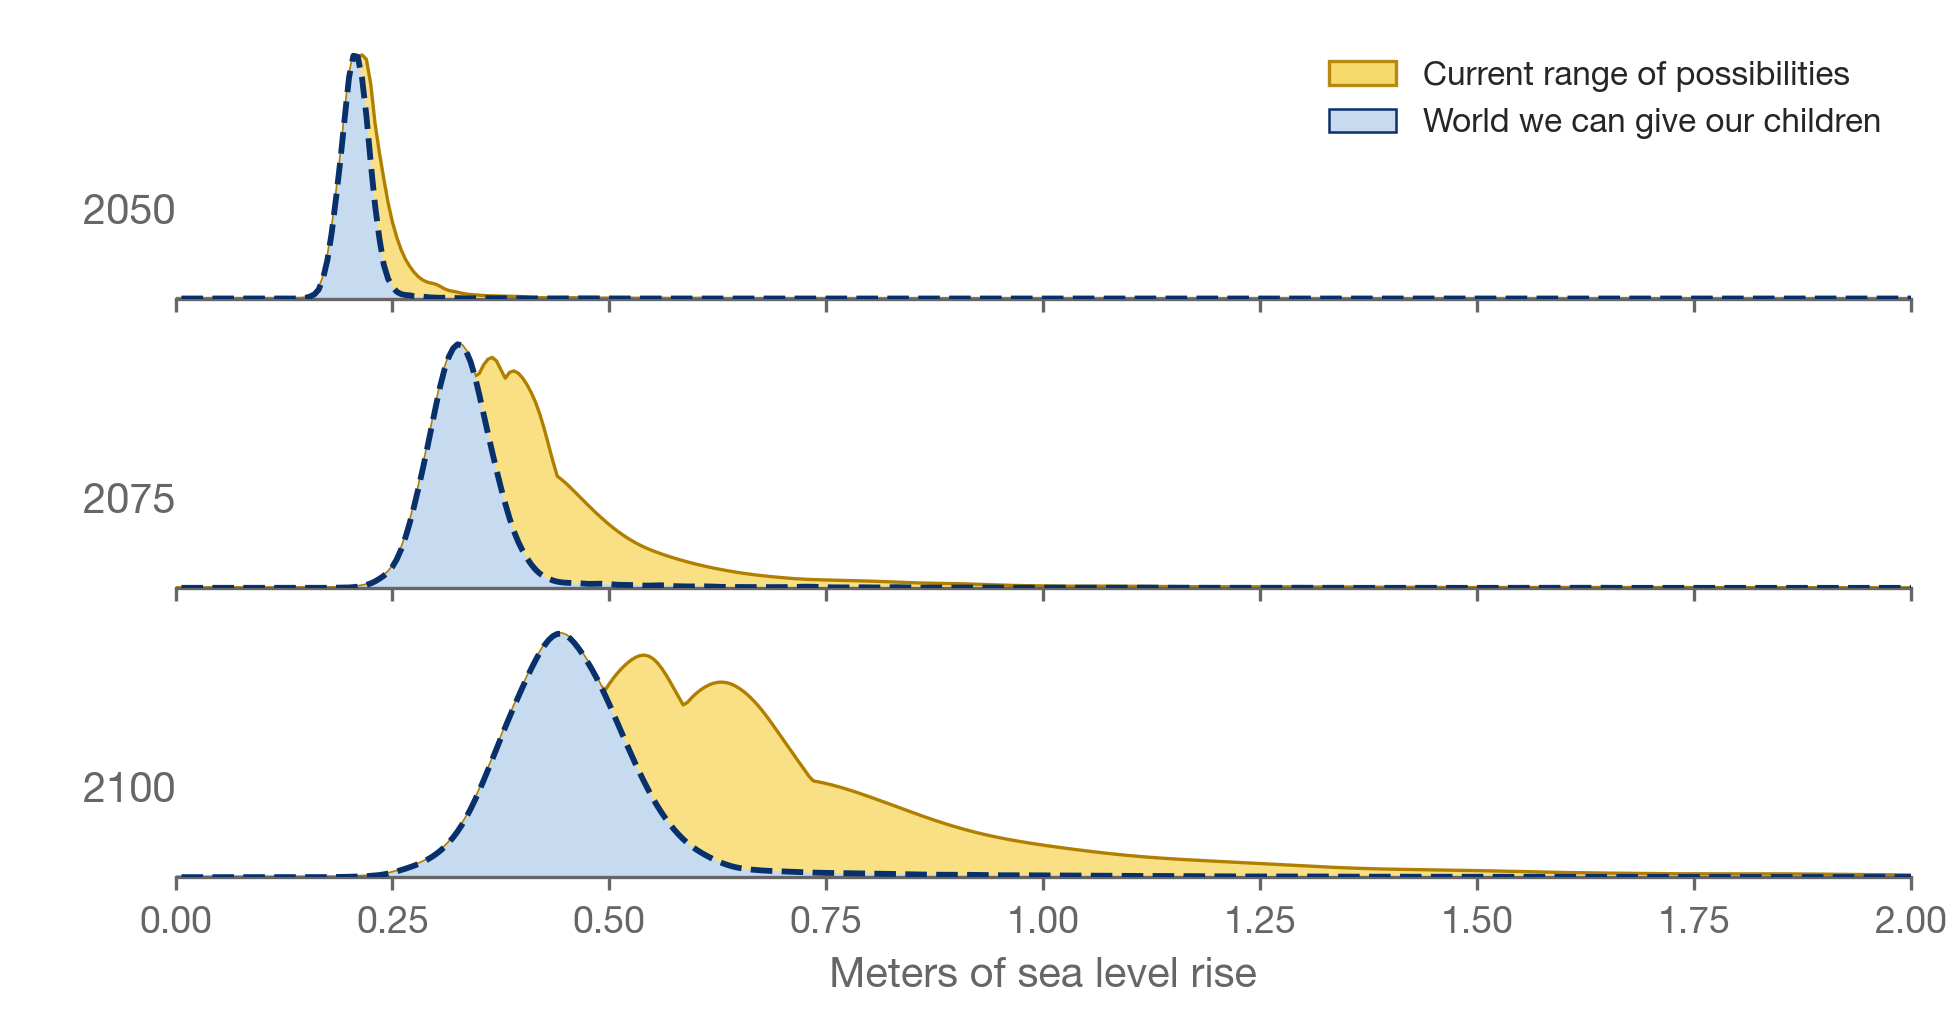 Current range of possibilities
World we can give our children
2050
2075
2100
0.00 0.25 0.50 0.75 1.00 1.25 1.50 1.75 2.00
Meters of sea level rise